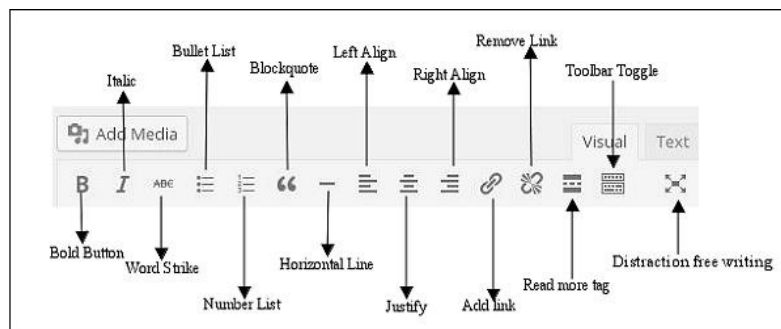 Remove Link
Bullet List
Left Align
Toolbar Toggle
Italic
Blockquote
Right Align
Add Media
Visual
Text
B
I
ABC
Bold Button
Word Strike
Horizontal Line
Distraction free writing
Number List
Justify
Add link
Read more tag